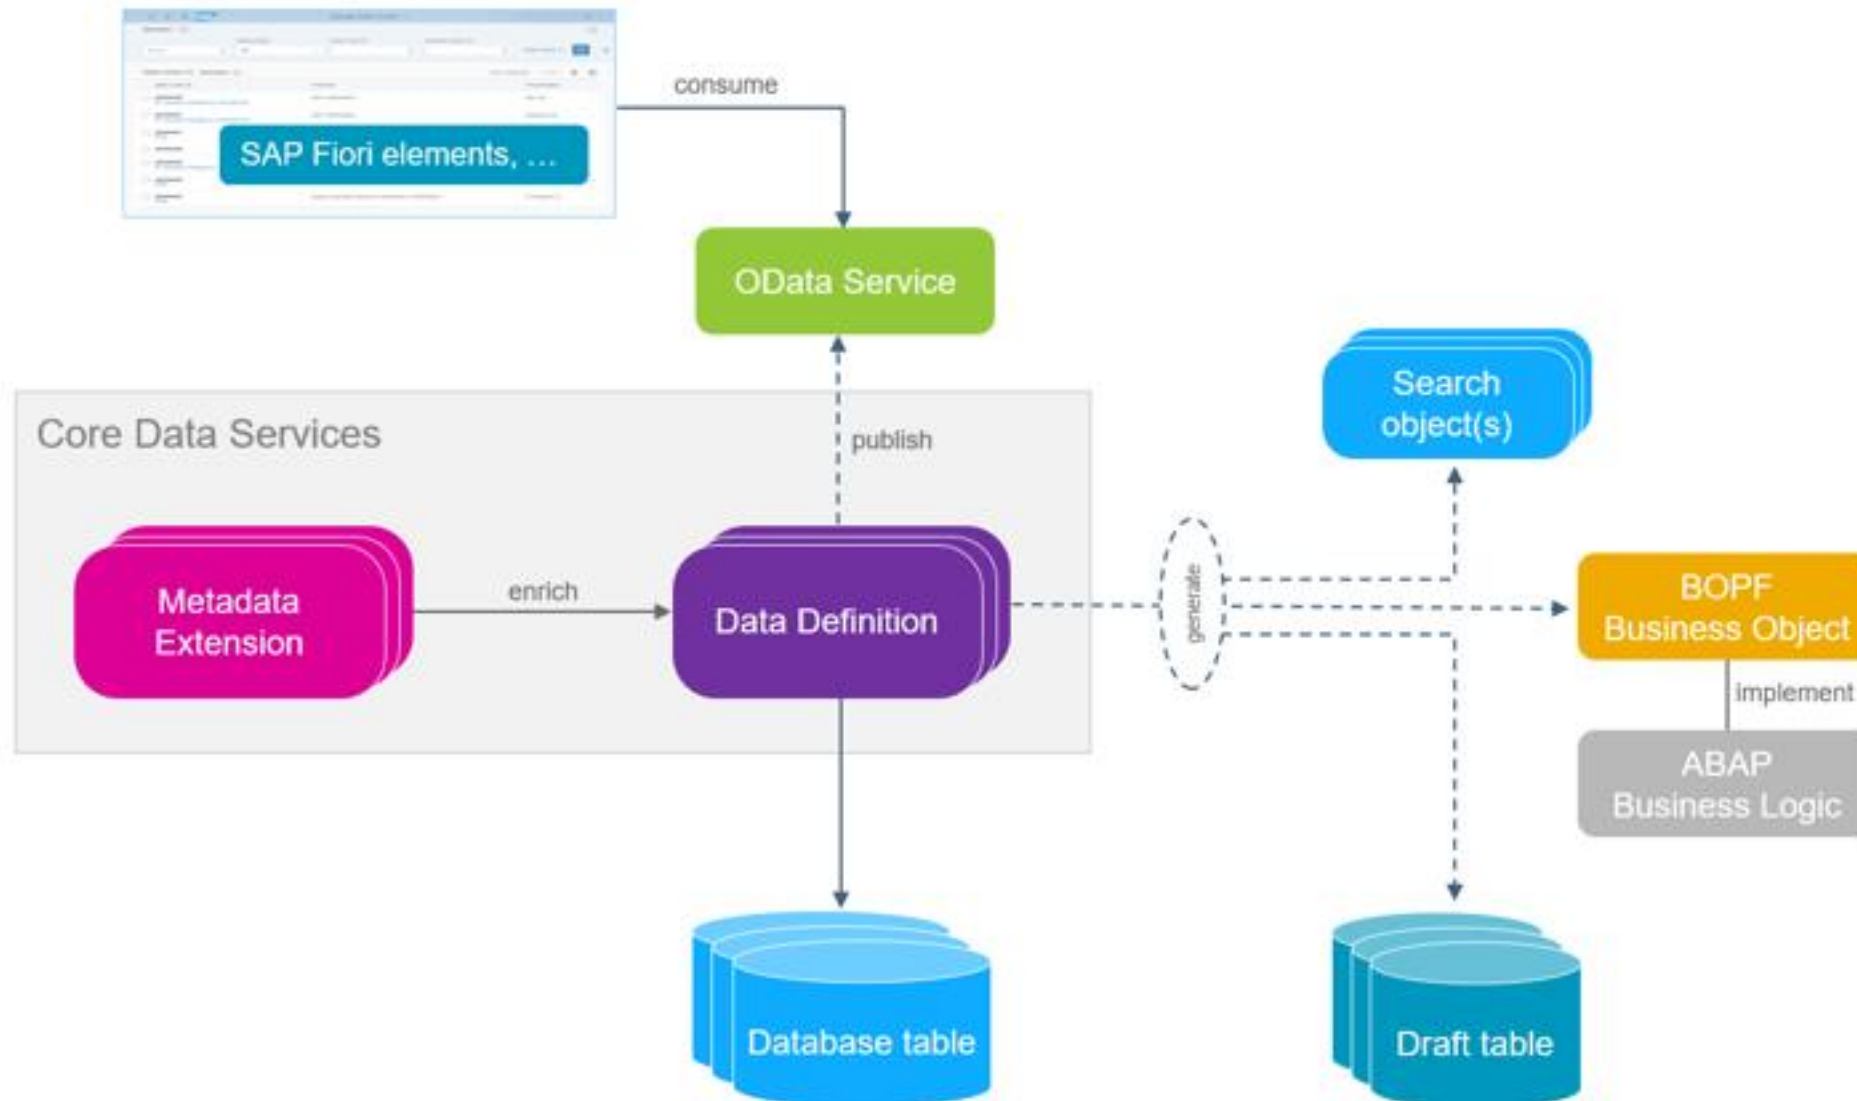 consume
SAP Fiori elements, ...
OData Service
Search
object(s)
Core Data Services
publish
Metadata
Extension
enrich
Data Definition
generate
BOPF
Business Object
implement
ABAP
Business Logic
Database table
Draft table